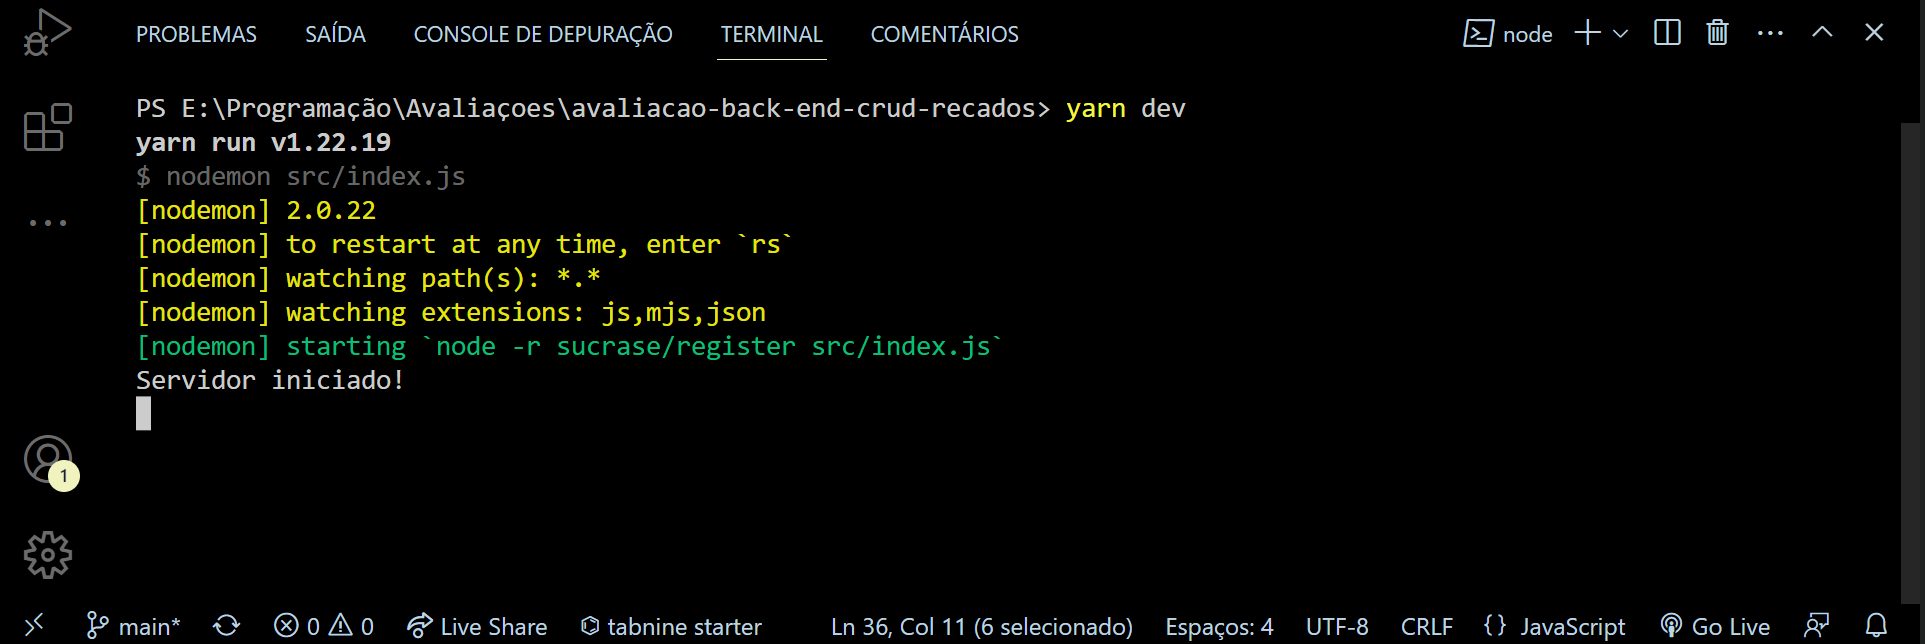 PROBLEMAS SAÍDA CONSOLE DE DEPURAÇÃO TERMINAL COMENTÁRIOS node
PS E:\Programação\Avaliaçoes\avaliacao-back-end-crud-recados> yarn dev
yarn run v1.22.19
$ nodemon src/index.js
[nodemon] 2.0.22
[nodemon] to restart at any time, enter `rs`
[nodemon] watching path(s): *.*
[nodemon] watching extensions: js,mjs,json
[nodemon] starting `node -r sucrase/register src/index.js`
Servidor iniciado!
1
main* 0 0 Live Share tabnine starter Ln 36, Col 11 (6 selecionado) Espaços: 4 UTF-8 CRLF {} JavaScript Go Live